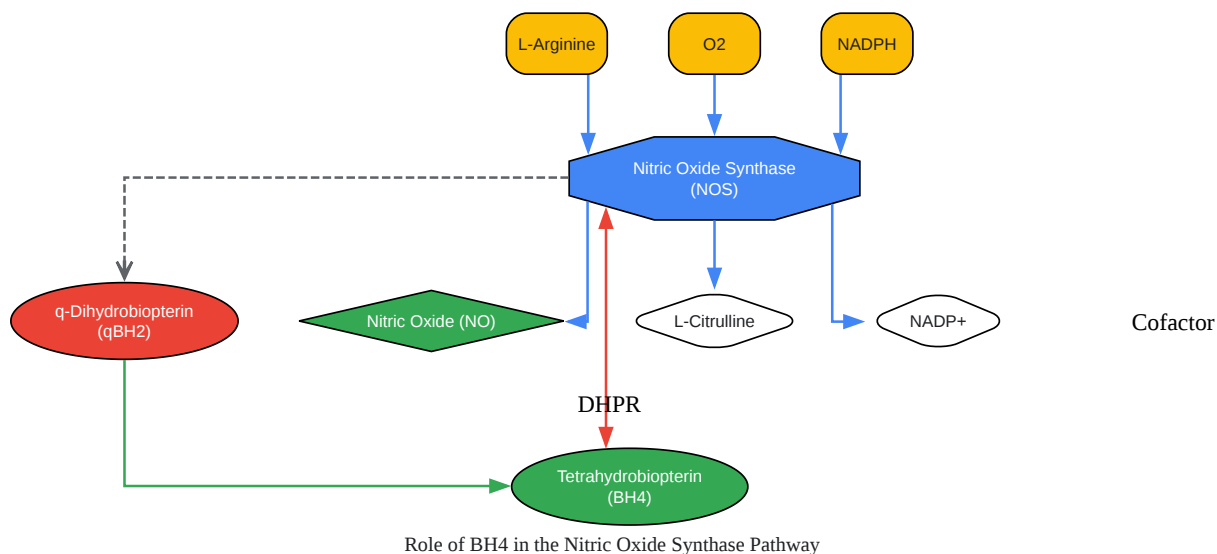 L-Arginine
O2
NADPH
Nitric Oxide Synthase
(NOS)
q-Dihydrobiopterin
(qBH2)
Nitric Oxide (NO)
L-Citrulline
NADP+
Cofactor
DHPR
Tetrahydrobiopterin
(BH4)
Role of BH4 in the Nitric Oxide Synthase Pathway